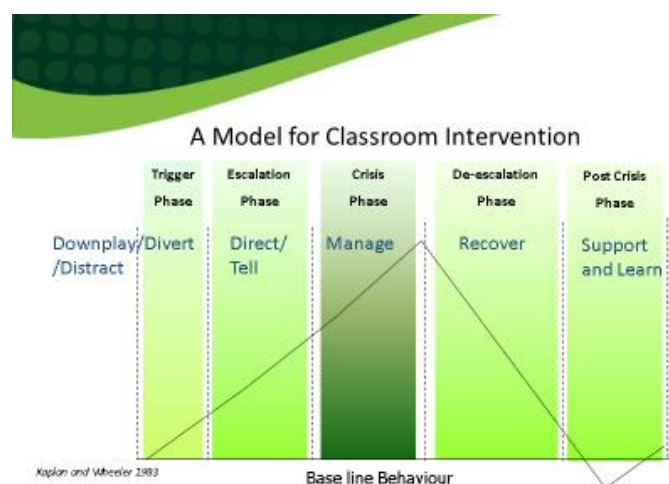 A Model for Classroom Intervention
Trigger
Phase
Escalation
Phase
Crisis
Phase
De-escalation
Phase
Post Crisis
Phase
Downplay/Divert
/Distract
Direct/
Tell
Manage
Recover
Support
and Learn
Kaplan and Wheeler 1983
Base line Behaviour